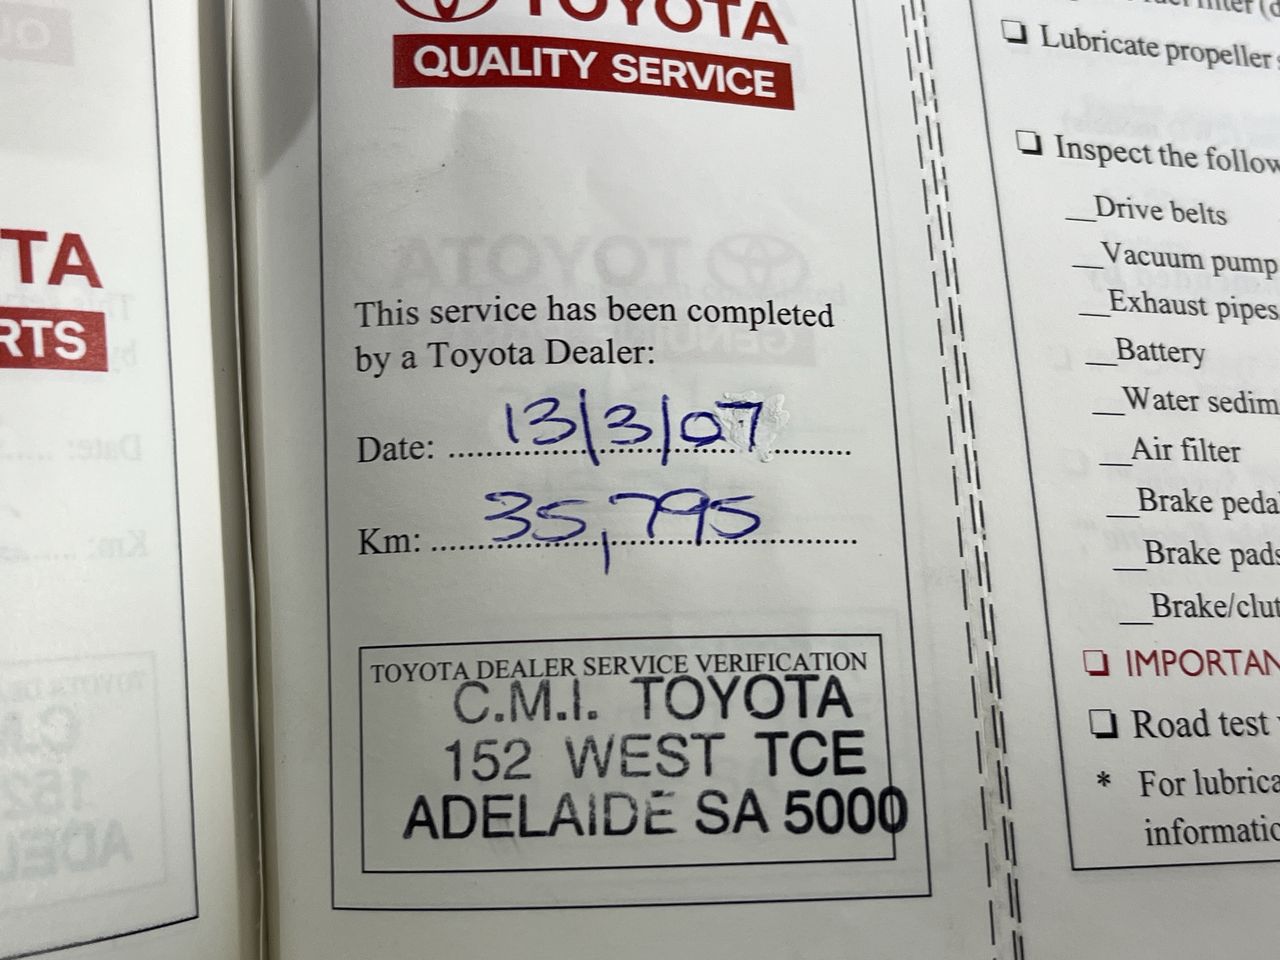 TA
RTS
TOYOTA
QUALITY SERVICE
This service has been completed
by a Toyota Dealer:
Date: 13/3/07
Km: 35,795
TOYOTA DEALER SERVICE VERIFICATION
C.M.I. TOYOTA
152 WEST TCE
ADELAIDE SA 5000
Lubricate propeller
Inspect the follow
Drive belts
Vacuum pump
Exhaust pipes
Battery
Water sedim
Air filter
Brake peda
Brake pads
Brake/clut
IMPORTAN
Road test
* For lubrica
informatio